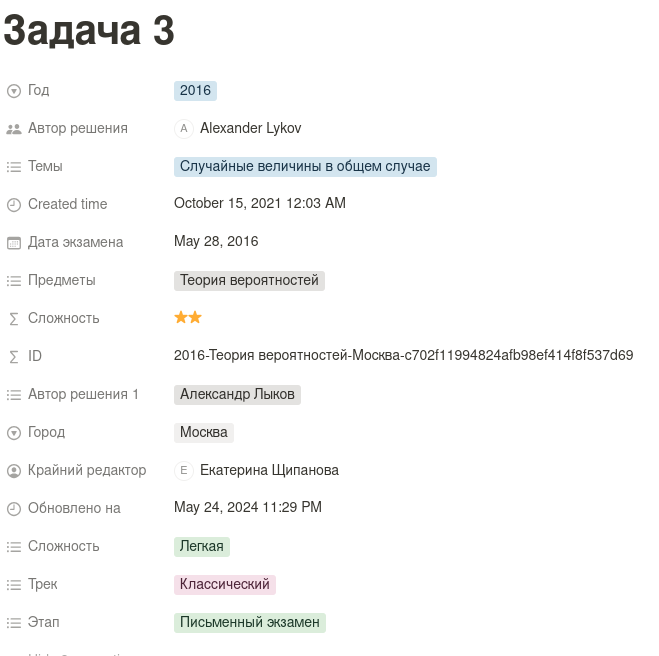 Задача 3
Год 2016
Автор решения A Alexander Lykov
Темы Случайные величины в общем случае
Created time October 15, 2021 12:03 AM
Дата экзамена May 28, 2016
Предметы Теория вероятностей
Сложность ⭐⭐
ID 2016-Теория вероятностей-Москва-c702f11994824afb98ef414f8f537d69
Автор решения 1 Александр Лыков
Город Москва
Крайний редактор E Екатерина Щипанова
Обновлено на May 24, 2024 11:29 PM
Сложность Легкая
Трек Классический
Этап Письменный экзамен